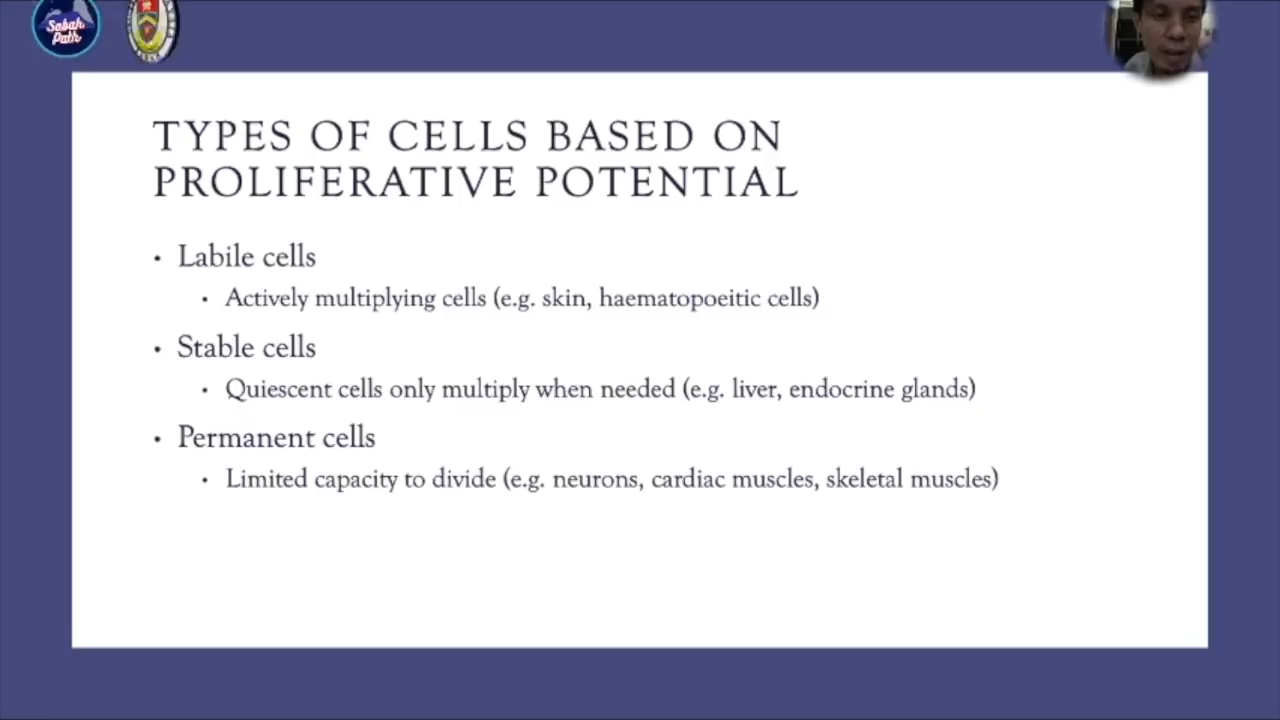 Sabah
Path
TYPES OF CELLS BASED ON
PROLIFERATIVE POTENTIAL
• Labile cells
• Actively multiplying cells (e.g. skin, haematopoeitic cells)
• Stable cells
• Quiescent cells only multiply when needed (e.g. liver, endocrine glands)
• Permanent cells
• Limited capacity to divide (e.g. neurons, cardiac muscles, skeletal muscles)